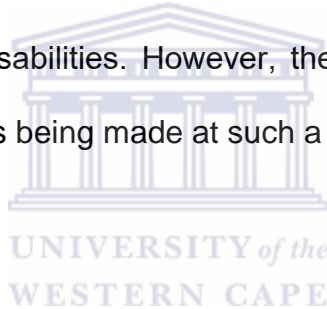 sabilities. However, the
s being made at such a
UNIVERSITY of the
WESTERN CAPE